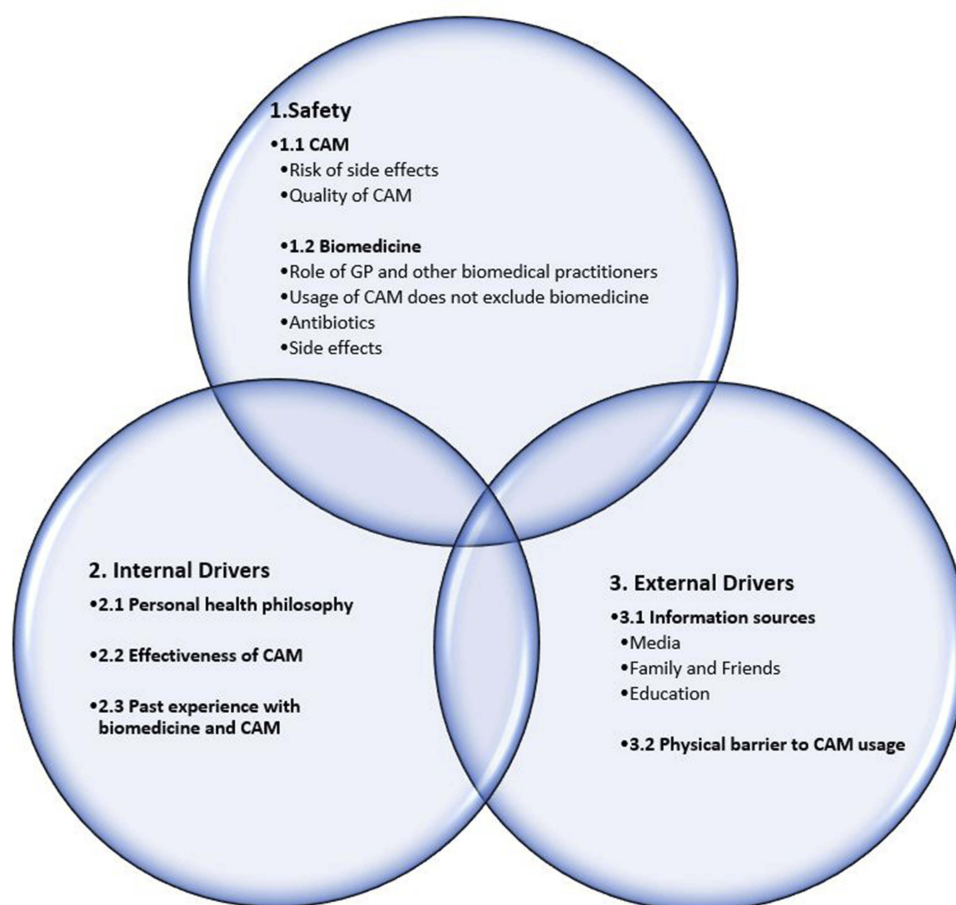 1.Safety
•1.1 CAM
•Risk of side effects
•Quality of CAM
•1.2 Biomedicine
•Role of GP and other biomedical practitioners
•Usage of CAM does not exclude biomedicine
•Antibiotics
•Side effects
2. Internal Drivers
•2.1 Personal health philosophy
•2.2 Effectiveness of CAM
•2.3 Past experience with
biomedicine and CAM
3. External Drivers
•3.1 Information sources
•Media
•Family and Friends
•Education
•3.2 Physical barrier to CAM usage